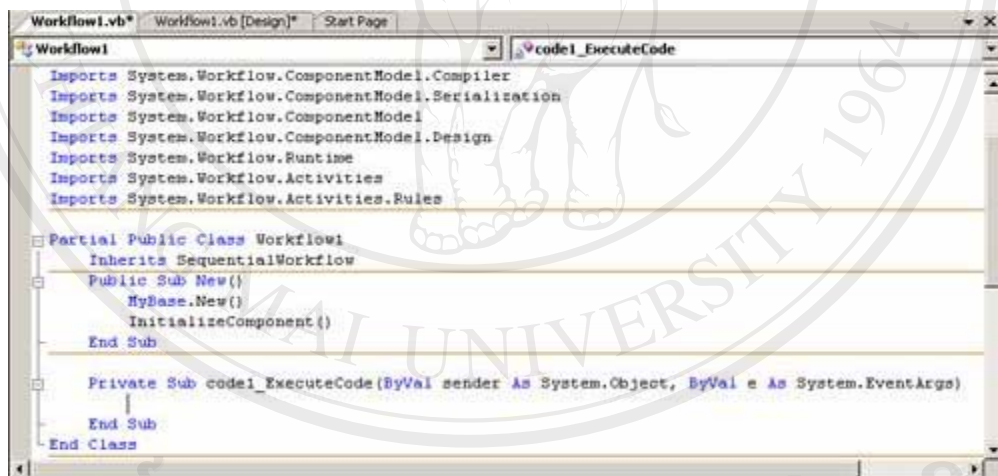 Workflow1.vb* Workflow1.vb [Design]* Start Page
Workflow1 code1_ExecuteCode
Imports System.Workflow.ComponentModel.Compiler
Imports System.Workflow.ComponentModel.Serialization
Imports System.Workflow.ComponentModel
Imports System.Workflow.ComponentModel.Design
Imports System.Workflow.Runtime
Imports System.Workflow.Activities
Imports System.Workflow.Activities.Rules
Partial Public Class Workflow1
Inherits SequentialWorkflow
Public Sub New()
MyBase.New()
InitializeComponent()
End Sub
Private Sub code1_ExecuteCode(ByVal sender As System.Object, ByVal e As System.EventArgs)
End Sub
End Class
MAI UNIVERSITY 1964